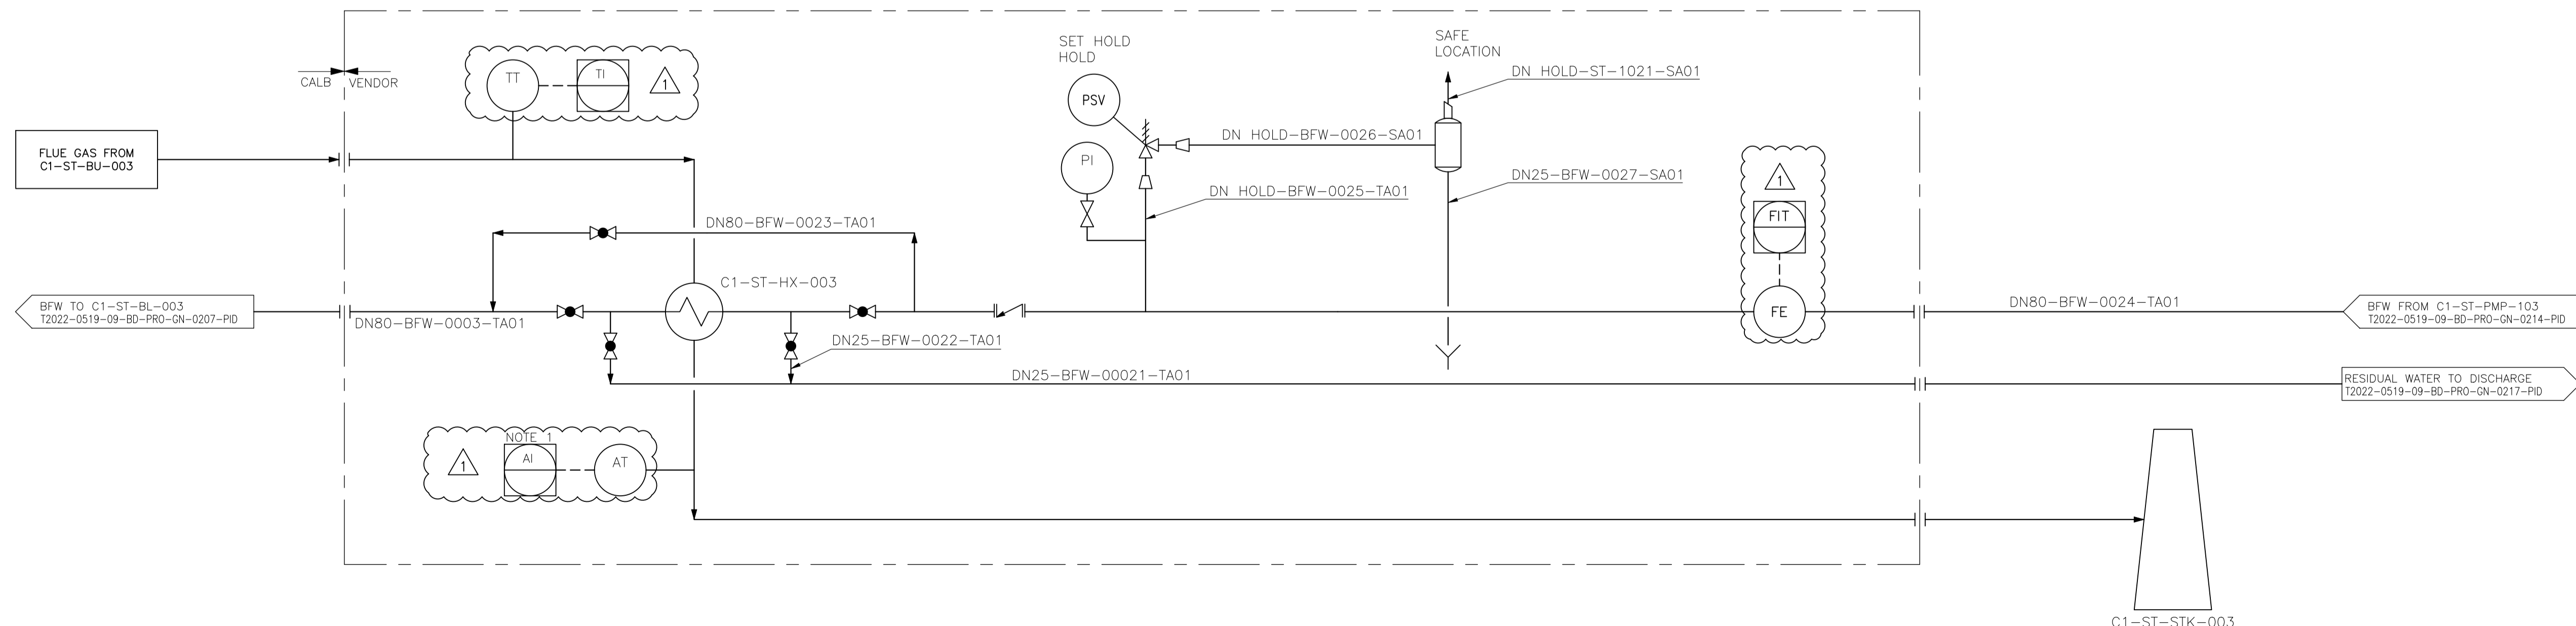 CALB
VENDOR
TT
TI
1
SET HOLD
HOLD
PSV
PI
SAFE
LOCATION
DN HOLD-ST-1021-SA01
DN HOLD-BFW-0026-SA01
DN HOLD-BFW-0025-TA01
DN25-BFW-0027-SA01
FLUE GAS FROM
C1-ST-BU-003
1
FIT
FE
DN80-BFW-0023-TA01
C1-ST-HX-003
BFW TO C1-ST-BL-003
T2022-0519-09-BD-PRO-GN-0207-PID
DN80-BFW-0003-TA01
DN25-BFW-0022-TA01
DN25-BFW-00021-TA01
DN80-BFW-0024-TA01
BFW FROM C1-ST-PMP-103
T2022-0519-09-BD-PRO-GN-0214-PID
RESIDUAL WATER TO DISCHARGE
T2022-0519-09-BD-PRO-GN-0217-PID
NOTE 1
1
AI
AT
C1-ST-STK-003